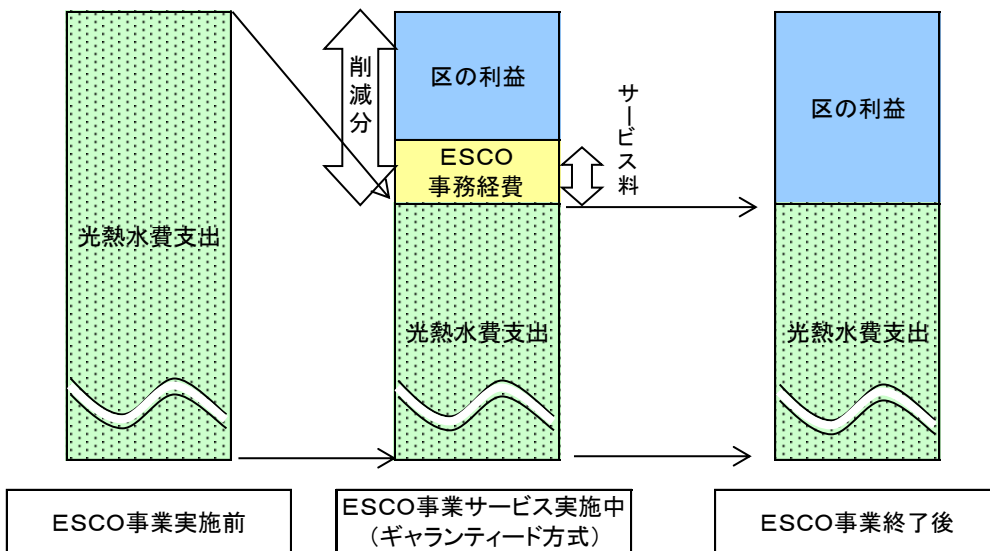 削減分
区の利益
ESCO
事務経費
サービス料
区の利益
光熱水費支出
光熱水費支出
光熱水費支出
ESCO事業実施前
ESCO事業サービス実施中
（ギャランティード方式）
ESCO事業終了後